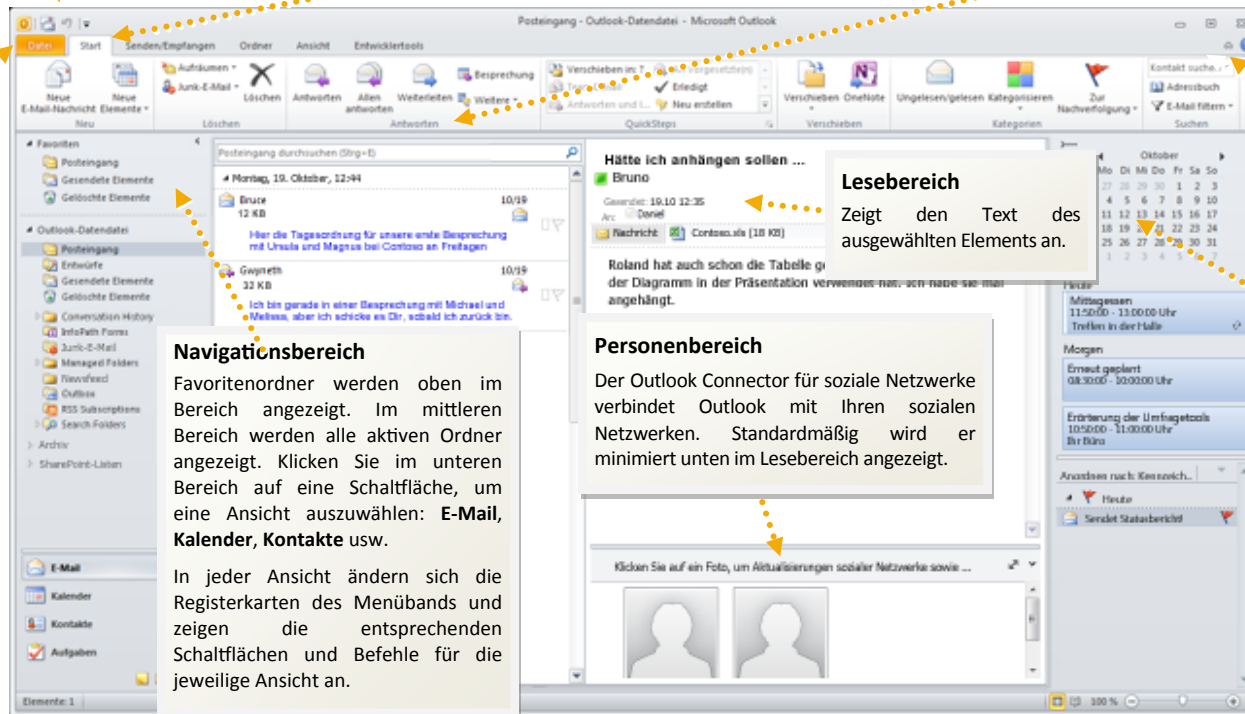 Posteingang - Outlook-Datendatei - Microsoft Outlook
Datei Start Senden/Empfangen Ordner Ansicht Entwicklertools
Neue E-Mail-Nachricht
Neue Elemente
Neu
Aufräumen
Junk-E-Mail
Löschen
Löschen
Antworten
Allen antworten
Weiterleiten
Besprechung
Weitere
Antworten
Verschieben in: ?
Antworten und l...
Erledigt
Neu erstellen
QuickSteps
Verschieben
OneNote
Verschieben
Ungelesen/gelesen
Kategorisieren
Zur Nachverfolgung
Kategorien
Kontakt suche...
Adressbuch
E-Mail filtern
Suchen
Favoriten
Posteingang
Gesendete Elemente
Gelöschte Elemente
Outlook-Datendatei
Posteingang
Entwürfe
Gesendete Elemente
Gelöschte Elemente
Conversation History
InfoPath Forms
Junk-E-Mail
Managed Folders
Newsfeed
Outbox
RSS Subscriptions
Search Folders
Archiv
SharePoint-Listen
E-Mail
Kalender
Kontakte
Aufgaben
Elemente: 1
Posteingang durchsuchen (Strg+E)
Montag, 19. Oktober, 12:44
Bruce 10/19
12 KB
Hier die Tagesordnung für unsere erste Besprechung
mit Ursula und Magnus bei Contoso an Freitagen
Gwyneth 10/19
32 KB
Ich bin gerade in einer Besprechung mit Michael und
Melissa, aber ich schicke es Dir, sobald ich zurück bin.
Navigationsbereich
Favoritenordner werden oben im
Bereich angezeigt. Im mittleren
Bereich werden alle aktiven Ordner
angezeigt. Klicken Sie im unteren
Bereich auf eine Schaltfläche, um
eine Ansicht auszuwählen: E-Mail,
Kalender, Kontakte usw.
In jeder Ansicht ändern sich die
Registerkarten des Menübands und
zeigen die entsprechenden
Schaltflächen und Befehle für die
jeweilige Ansicht an.
Hätte ich anhängen sollen ...
Bruno
Gesendet: 19.10 12:35
An: Daniel
Nachricht Contoso.xls (18 KB)
Roland hat auch schon die Tabelle
der Diagramm in der Präsentation verwendet hat. Ich habe sie mal
angehängt.
Lesebereich
Zeigt den Text des
ausgewählten Elements an.
Personenbereich
Der Outlook Connector für soziale Netzwerke
verbindet Outlook mit Ihren sozialen
Netzwerken. Standardmäßig wird er
minimiert unten im Lesebereich angezeigt.
Klicken Sie auf ein Foto, um Aktualisierungen sozialer Netzwerke sowie ...
Oktober
Mo Di Mi Do Fr Sa So
27 28 29 30 1 2 3
4 5 6 7 8 9 10
11 12 13 14 15 16 17
18 19 20 21 22 23 24
25 26 27 28 29 30 31
1 2 3 4 5 6 7
Heute
Mittagessen
11:50:00 - 13:00:00 Uhr
Treffen in der Halle
Morgen
Erneut geplant
08:30:00 - 10:00:00 Uhr
Erörterung der Umfragetools
10:50:00 - 11:00:00 Uhr
Ihr Büro
Anordnen nach: Kennzeich...
Heute
Sendet Statusbericht!
100 %